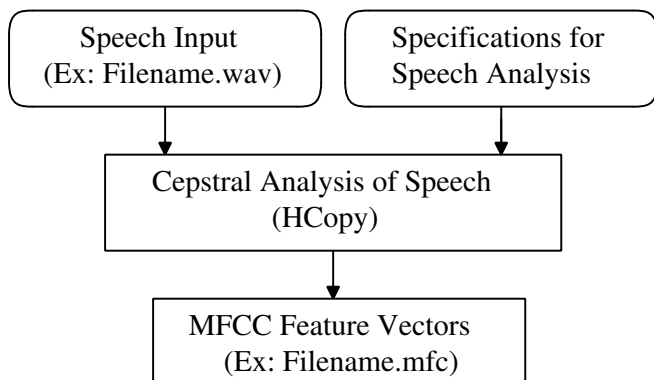 Speech Input
(Ex: Filename.wav)
Specifications for
Speech Analysis
Cepstral Analysis of Speech
(HCopy)
MFCC Feature Vectors
(Ex: Filename.mfc)